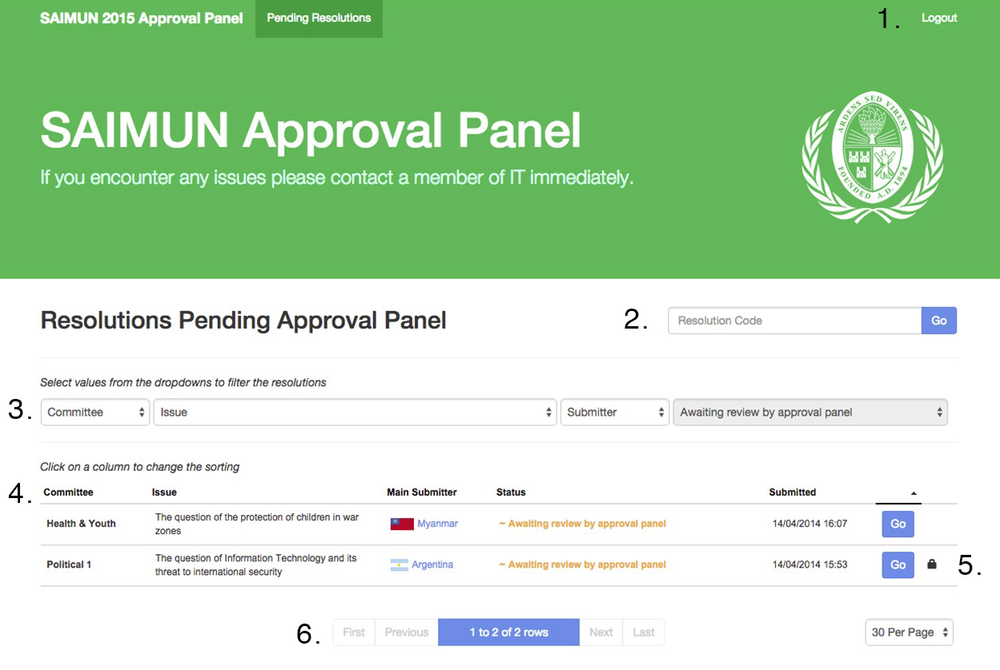 SAIMUN 2015 Approval Panel Pending Resolutions 1. Logout
SAIMUN Approval Panel
If you encounter any issues please contact a member of IT immediately.
ARDENS SED VIRENS
FOUNDED A.D. 1894
Resolutions Pending Approval Panel 2. Resolution Code Go
Select values from the dropdowns to filter the resolutions
3. Committee Issue Submitter Awaiting review by approval panel
Click on a column to change the sorting
4. Committee Issue Main Submitter Status Submitted
Health & Youth The question of the protection of children in war zones Myanmar ~ Awaiting review by approval panel 14/04/2014 16:07 Go
Political 1 The question of Information Technology and its threat to international security Argentina ~ Awaiting review by approval panel 14/04/2014 15:53 Go 5.
6. First Previous 1 to 2 of 2 rows Next Last 30 Per Page